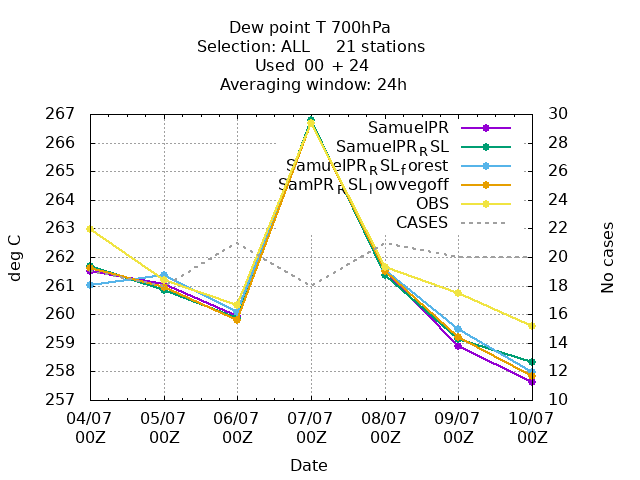 Dew point T 700hPa
Selection: ALL 21 stations
Used 00 + 24
Averaging window: 24h
267 30
266 28
265 26
264 24
263 22
262 20
261 18
260 16
259 14
258 12
257 10
SamuelPR
SamuelPR_RSL
SamuelPR_RSL_forest
SamPR_RSL_lowvegoff
OBS
CASES
deg C
No cases
04/07 05/07 06/07 07/07 08/07 09/07 10/07
00Z 00Z 00Z 00Z 00Z 00Z 00Z
Date